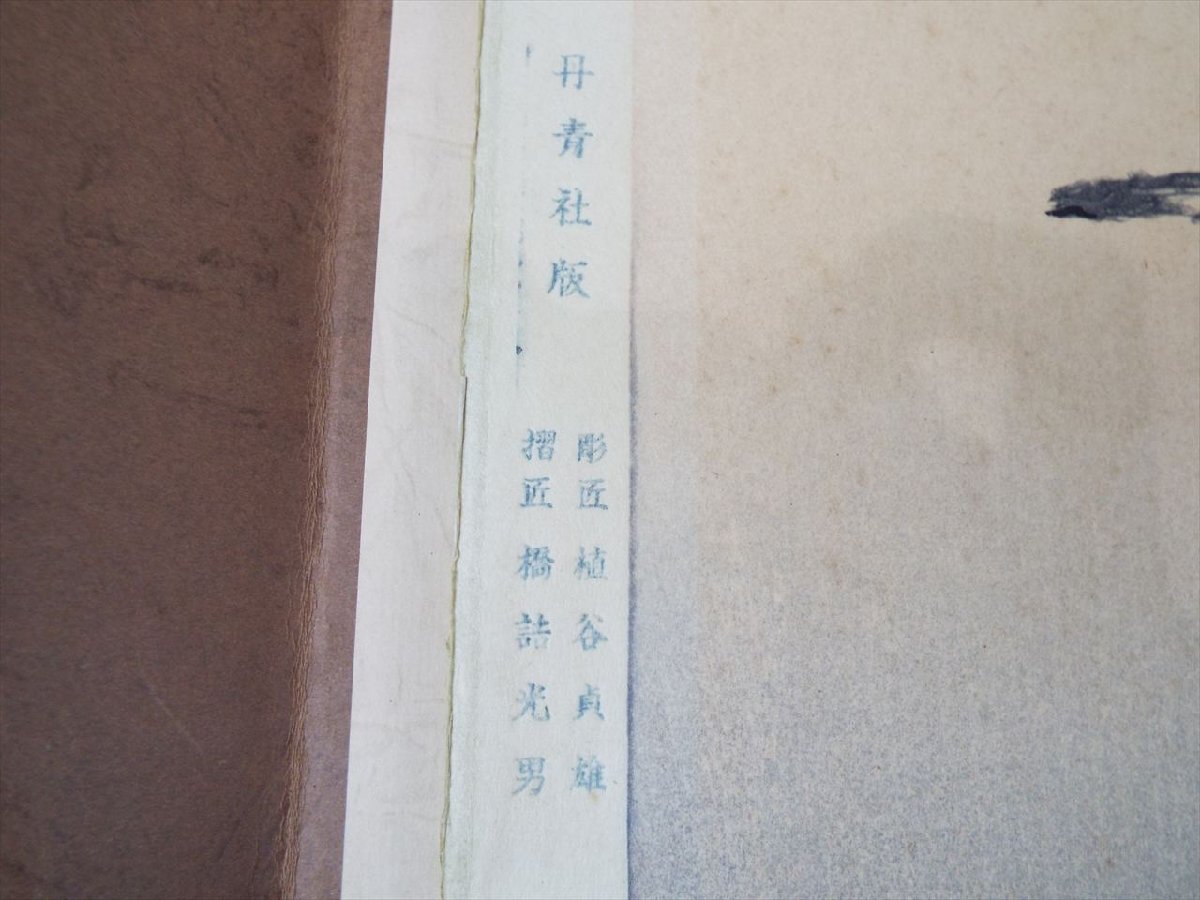 丹青社版
彫匠 植谷貞雄
摺匠 橋詰光男